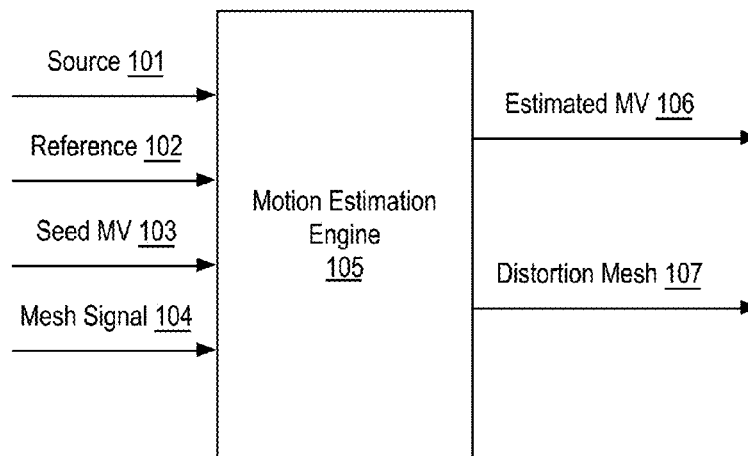 Source 101
Reference 102
Seed MV 103
Mesh Signal 104
Motion Estimation
Engine
105
Estimated MV 106
Distortion Mesh 107